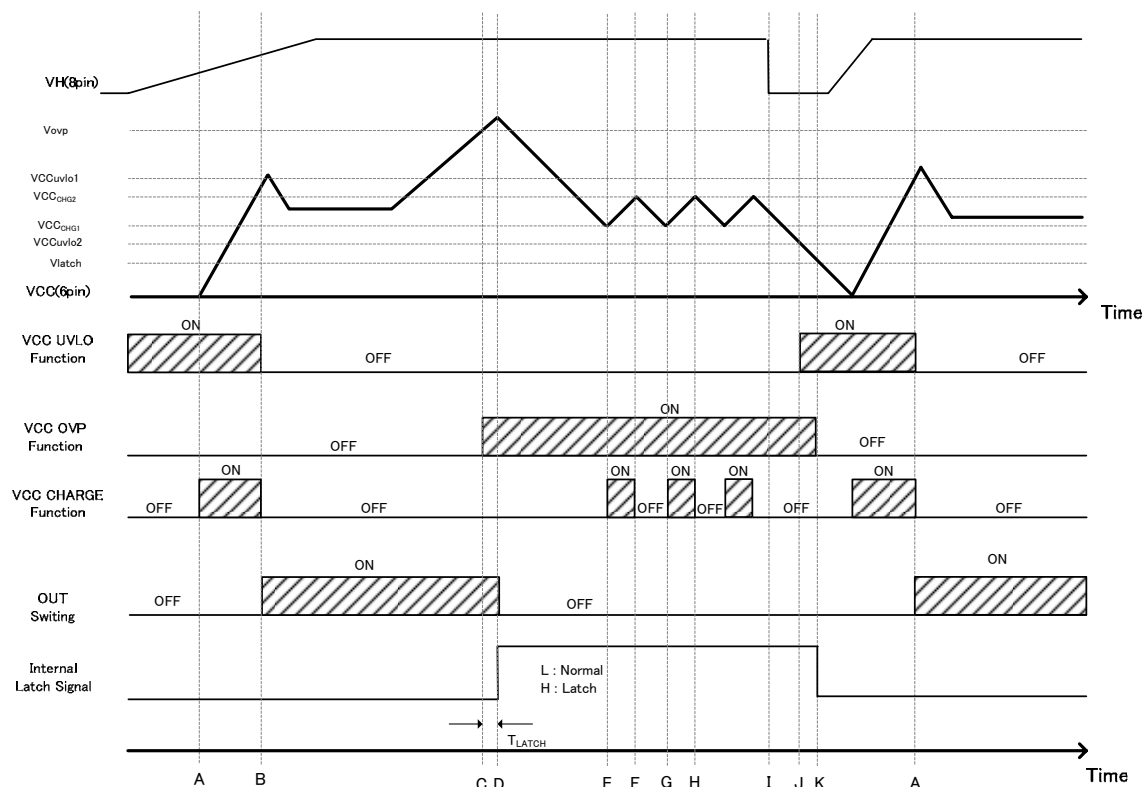 VH(8pin)
Vovp
VCCuvlo1
VCCCHG2
VCCCHG1
VCCuvlo2
Vlatch
VCC(6pin)
Time
VCC UVLO
Function
ON
OFF
ON
OFF
VCC OVP
Function
OFF
ON
OFF
VCC CHARGE
Function
OFF
ON
OFF
ON
OFF
ON
OFF
ON
OFF
ON
OFF
OUT
Switing
OFF
ON
OFF
ON
Internal
Latch Signal
L : Normal
H : Latch
TLATCH
Time
A B C D E F G H I J K A